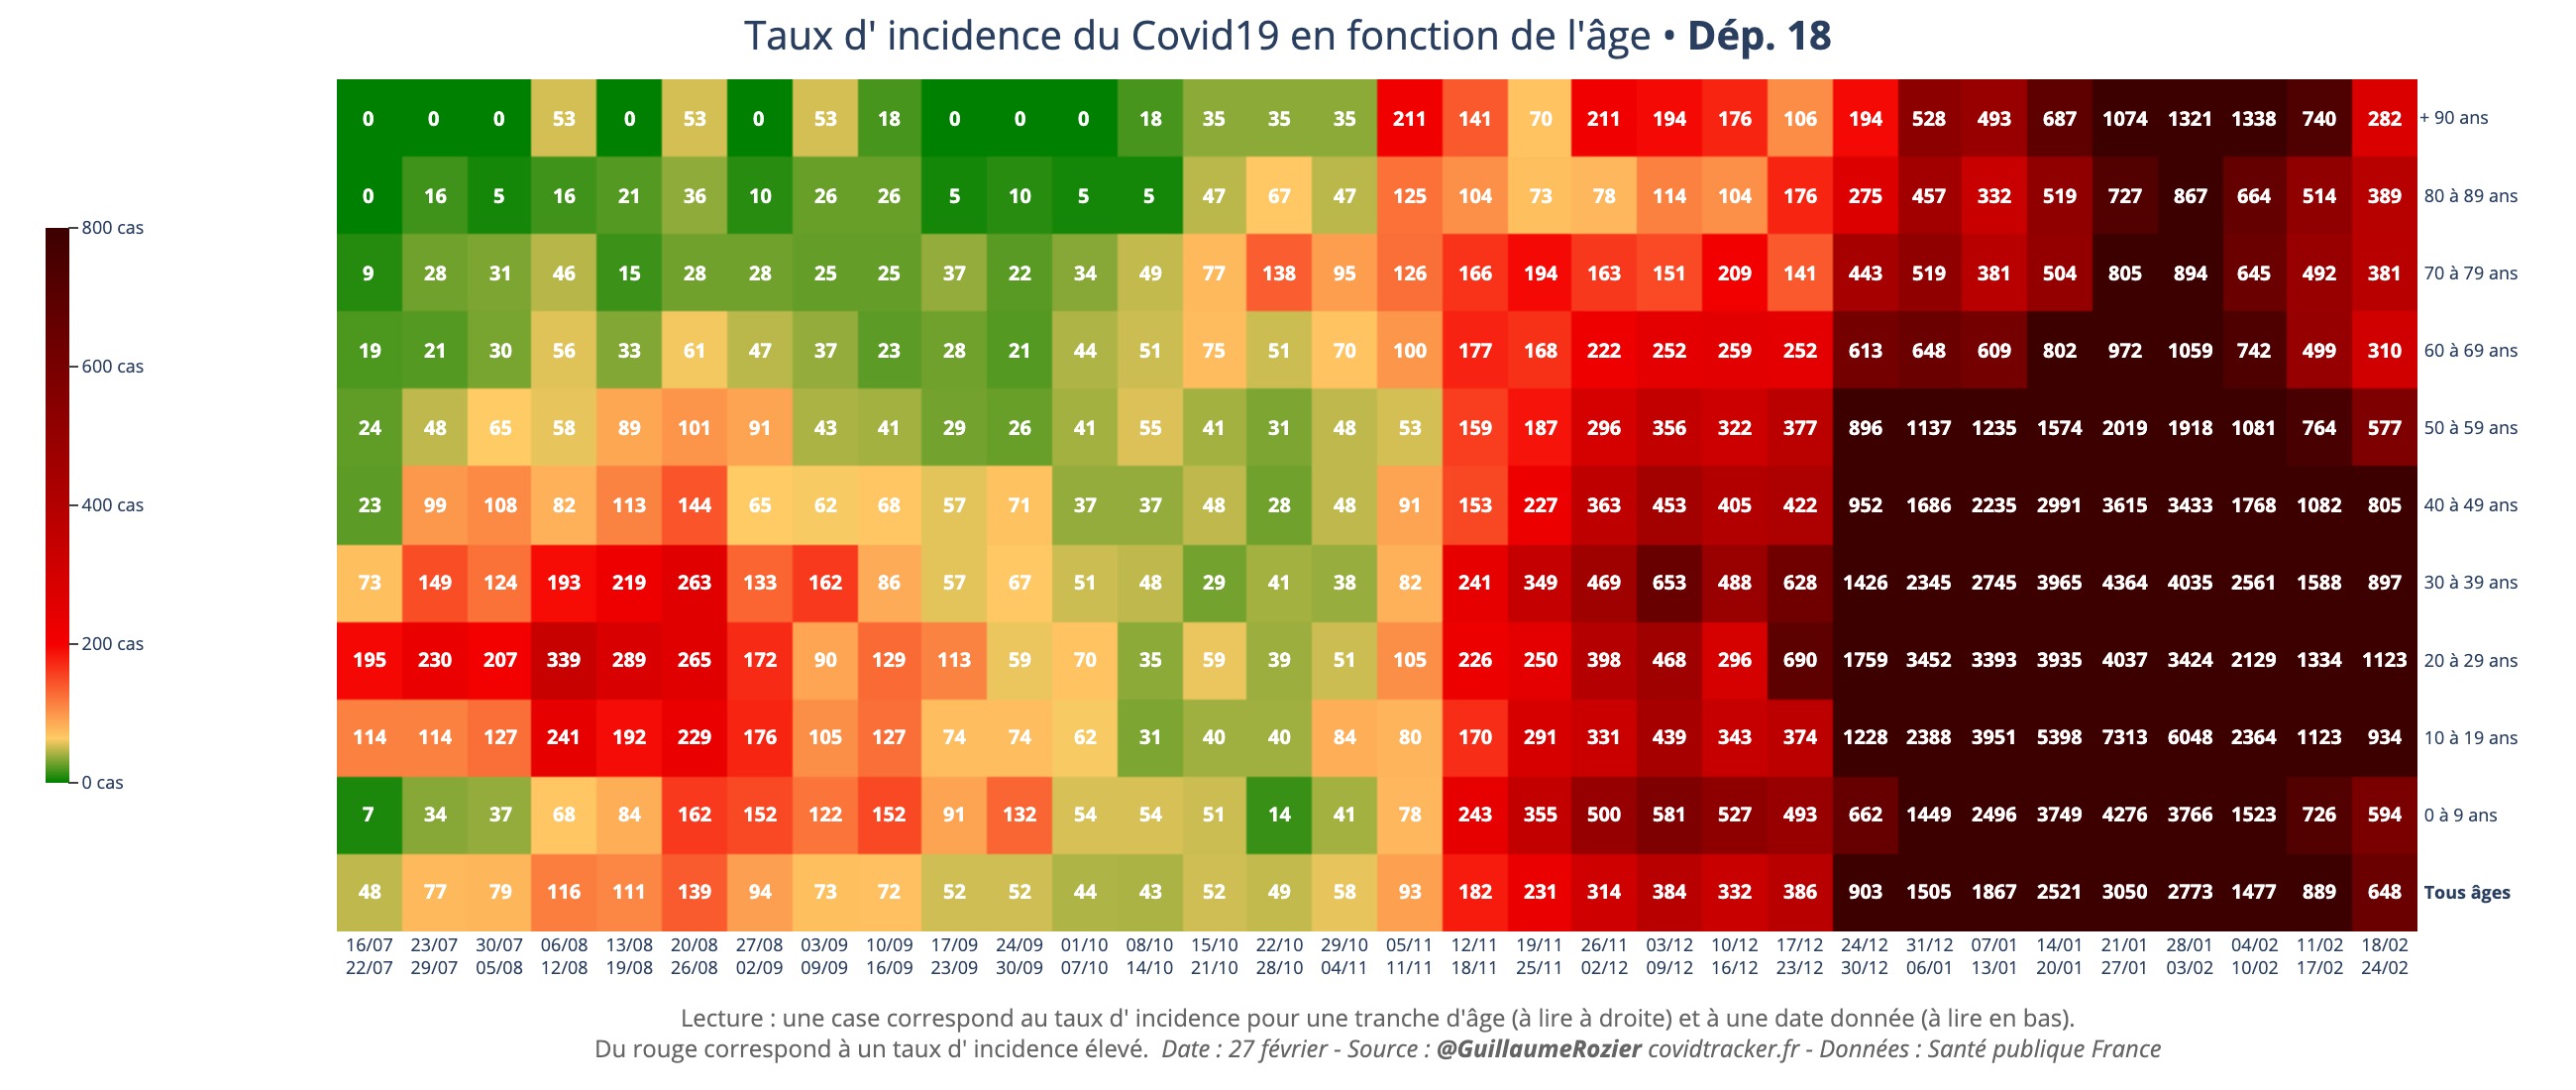 Taux d' incidence du Covid19 en fonction de l'âge • Dép. 18
0 0 0 53 0 53 0 53 18 0 0 0 18 35 35 35 211 141 70 211 194 176 106 194 528 493 687 1074 1321 1338 740 282 + 90 ans
0 16 5 16 21 36 10 26 26 5 10 5 5 47 67 47 125 104 73 78 114 104 176 275 457 332 519 727 867 664 514 389 80 à 89 ans
800 cas
9 28 31 46 15 28 28 25 25 37 22 34 49 77 138 95 126 166 194 163 151 209 141 443 519 381 504 805 894 645 492 381 70 à 79 ans
19 21 30 56 33 61 47 37 23 28 21 44 51 75 51 70 100 177 168 222 252 259 252 613 648 609 802 972 1059 742 499 310 60 à 69 ans
600 cas
24 48 65 58 89 101 91 43 41 29 26 41 55 41 31 48 53 159 187 296 356 322 377 896 1137 1235 1574 2019 1918 1081 764 577 50 à 59 ans
400 cas
23 99 108 82 113 144 65 62 68 57 71 37 37 48 28 48 91 153 227 363 453 405 422 952 1686 2235 2991 3615 3433 1768 1082 805 40 à 49 ans
73 149 124 193 219 263 133 162 86 57 67 51 48 29 41 38 82 241 349 469 653 488 628 1426 2345 2745 3965 4364 4035 2561 1588 897 30 à 39 ans
200 cas
195 230 207 339 289 265 172 90 129 113 59 70 35 59 39 51 105 226 250 398 468 296 690 1759 3452 3393 3935 4037 3424 2129 1334 1123 20 à 29 ans
114 114 127 241 192 229 176 105 127 74 74 62 31 40 40 84 80 170 291 331 439 343 374 1228 2388 3951 5398 7313 6048 2364 1123 934 10 à 19 ans
0 cas
7 34 37 68 84 162 152 122 152 91 132 54 54 51 14 41 78 243 355 500 581 527 493 662 1449 2496 3749 4276 3766 1523 726 594 0 à 9 ans
48 77 79 116 111 139 94 73 72 52 52 44 43 52 49 58 93 182 231 314 384 332 386 903 1505 1867 2521 3050 2773 1477 889 648 Tous âges
16/07 23/07 30/07 06/08 13/08 20/08 27/08 03/09 10/09 17/09 24/09 01/10 08/10 15/10 22/10 29/10 05/11 12/11 19/11 26/11 03/12 10/12 17/12 24/12 31/12 07/01 14/01 21/01 28/01 04/02 11/02 18/02
22/07 29/07 05/08 12/08 19/08 26/08 02/09 09/09 16/09 23/09 30/09 07/10 14/10 21/10 28/10 04/11 11/11 18/11 25/11 02/12 09/12 16/12 23/12 30/12 06/01 13/01 20/01 27/01 03/02 10/02 17/02 24/02
Lecture : une case correspond au taux d' incidence pour une tranche d'âge (à lire à droite) et à une date donnée (à lire en bas).
Du rouge correspond à un taux d' incidence élevé. Date : 27 février - Source : @GuillaumeRozier covidtracker.fr - Données : Santé publique France